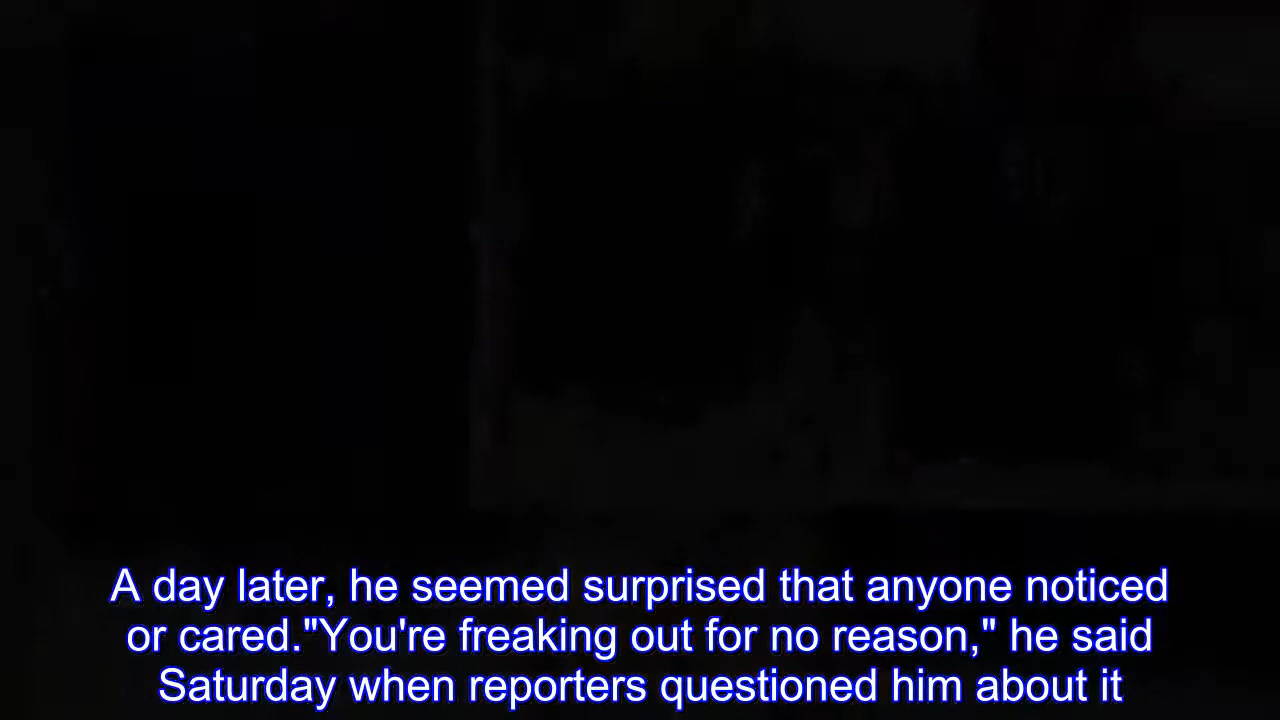 A day later, he seemed surprised that anyone noticed
or cared."You're freaking out for no reason," he said
Saturday when reporters questioned him about it